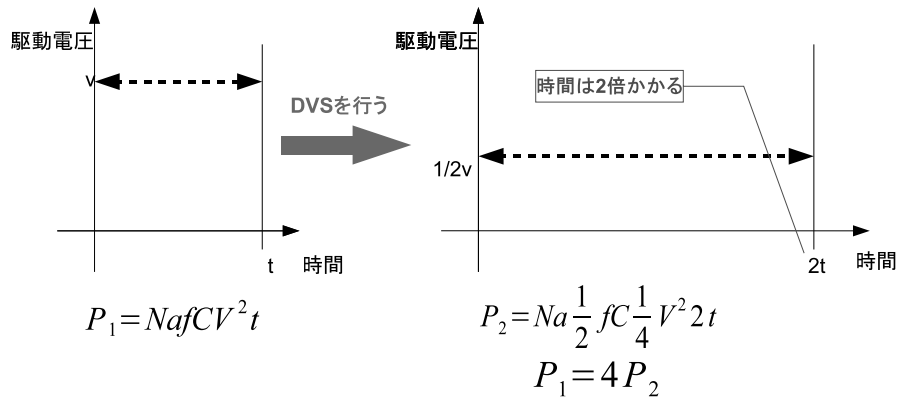 駆動電圧
v
t
時間
P₁=NafCV²t
DVSを行う
駆動電圧
時間は2倍かかる
1/2v
2t
時間
P₂=Na 1/2 fC 1/4 V² 2t
P₁=4P₂